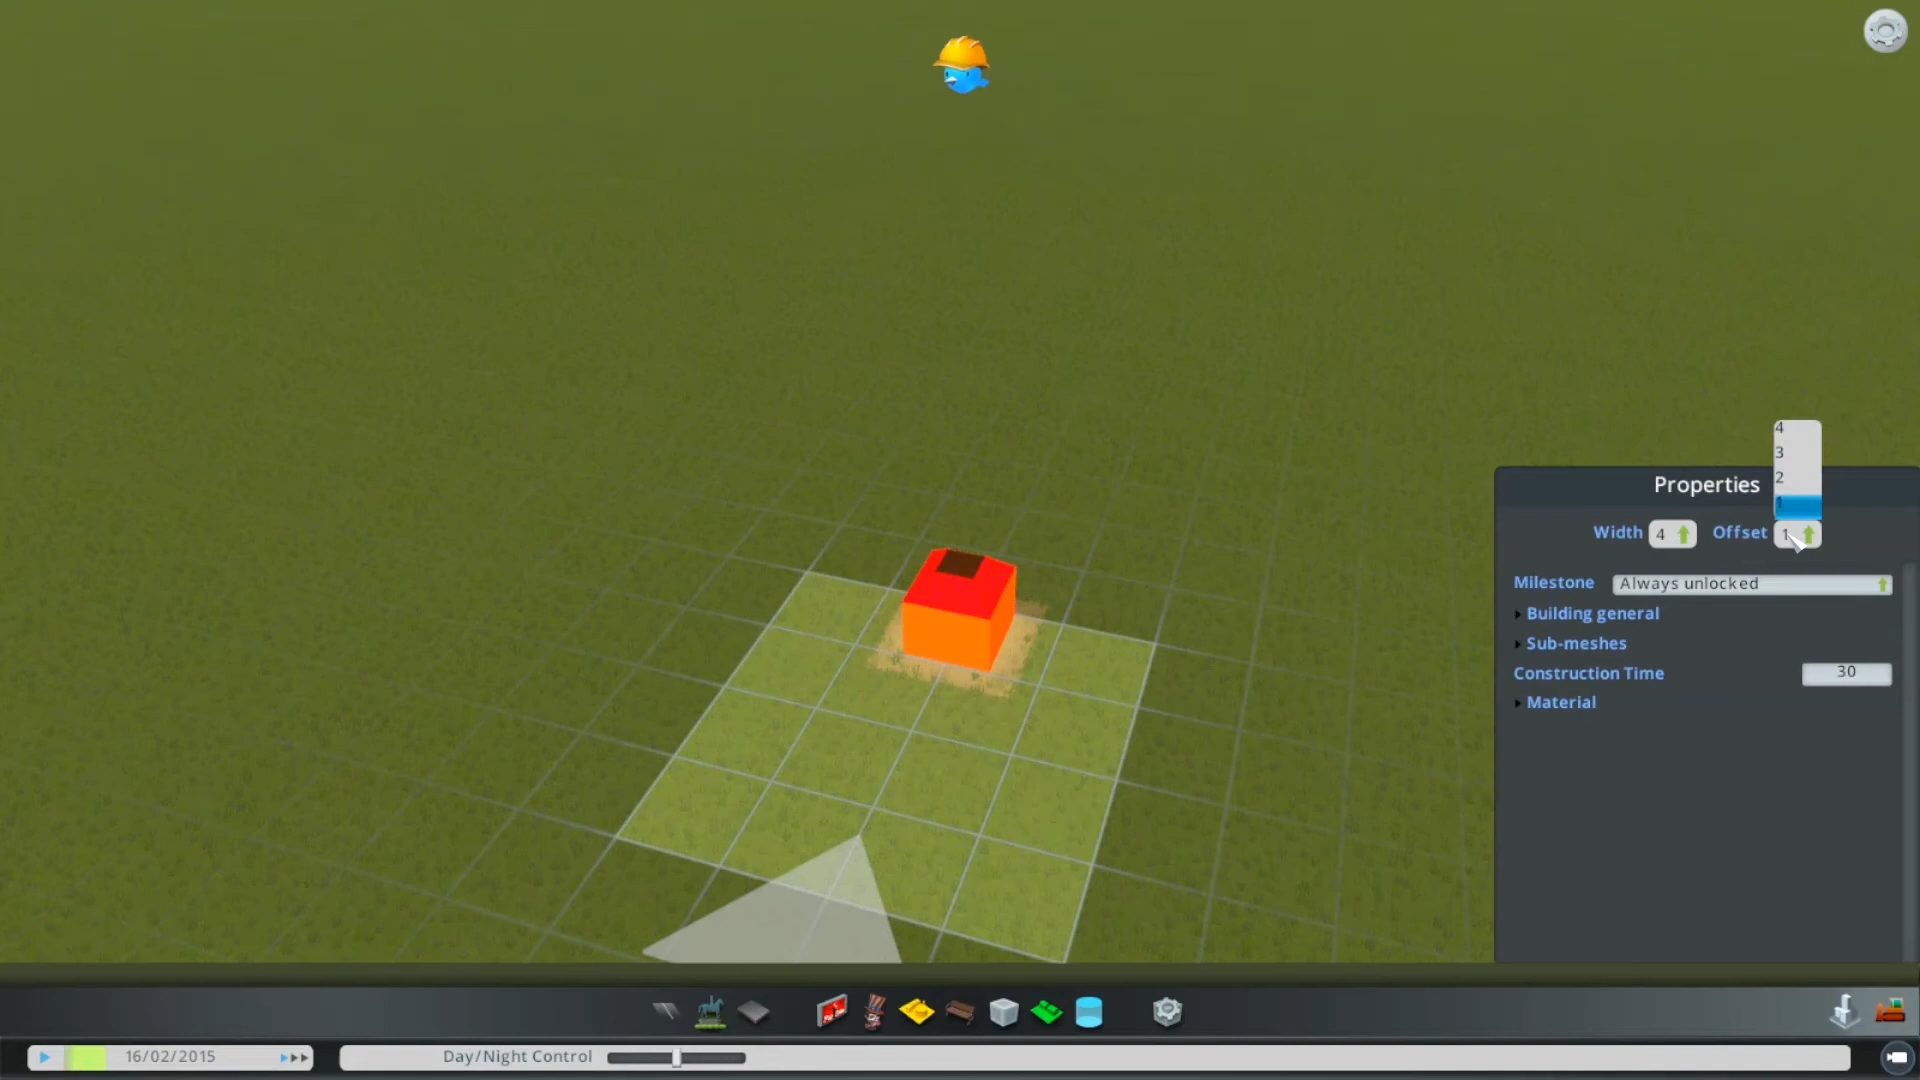 4
3
2
1
Properties
Width 4 Offset 1
Milestone Always unlocked
Building general
Sub-meshes
Construction Time 30
Material
16/02/2015
Day/Night Control